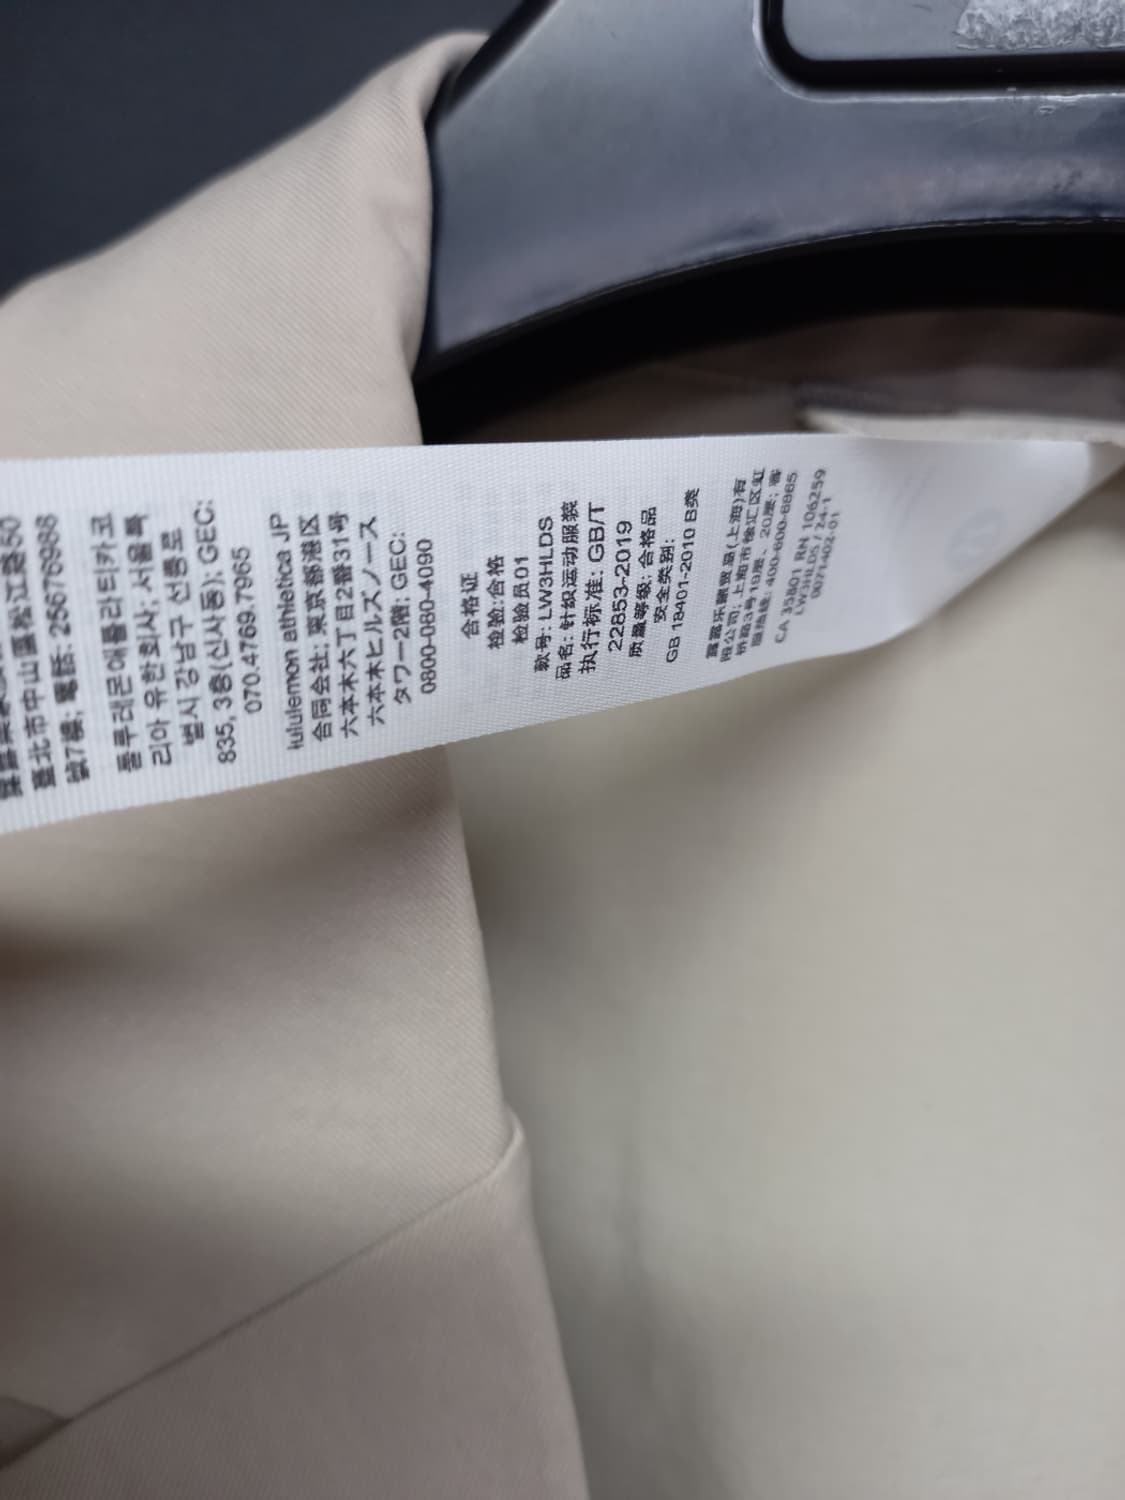 臺北市中山區松江路50
號7樓; 電話: 25676988
룰루레몬애틀라티카코
리아 유한회사; 서울특
별시 강남구 선릉로
835, 3층(신사동); GEC:
070.4769.7965
lululemon athletica JP
合同会社; 東京都港区
六本木六丁目2番31号
六本木ヒルズノース
タワー2階; GEC:
0800-080-4090
合格证
检验:合格
检验员01
款号: LW3HLDS
品名: 针织运动服装
执行标准: GB/T
22853-2019
质量等级: 合格品
安全类别:
GB 18401-2010 B类
露露乐蒙贸易(上海)有
限公司; 上海市徐汇区虹
桥路3号19层、20层; 客
服热线: 400-600-8865
CA 35801 RN 106259
LW3HLDS / 24-1
0071402-01